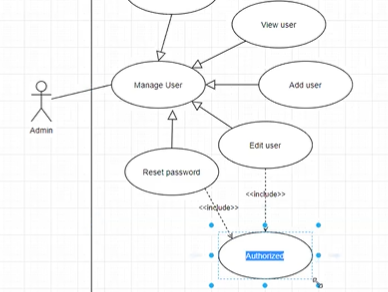 View user
Manage User
Add user
Admin
Edit user
Reset password
<<include>>
<<include>>
Authorized